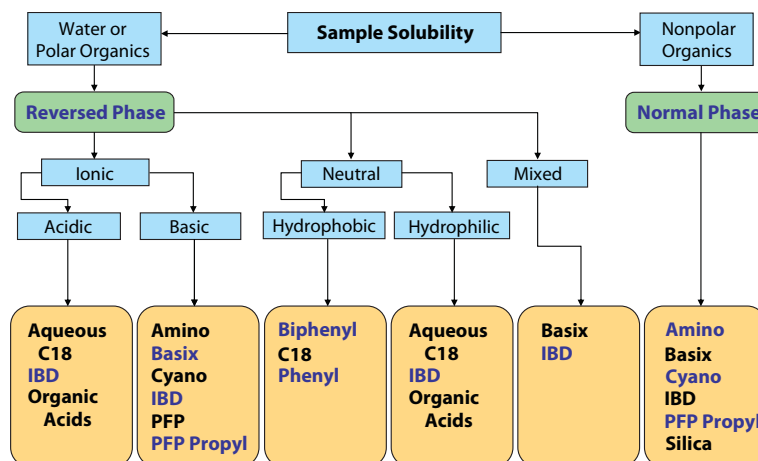 Water or
Polar Organics
Sample Solubility
Nonpolar
Organics
Reversed Phase
Normal Phase
Ionic
Neutral
Mixed
Acidic
Basic
Hydrophobic
Hydrophilic
Aqueous
C18
IBD
Organic
Acids
Amino
Basix
Cyano
IBD
PFP
PFP Propyl
Biphenyl
C18
Phenyl
Aqueous
C18
IBD
Organic
Acids
Basix
IBD
Amino
Basix
Cyano
IBD
PFP Propyl
Silica